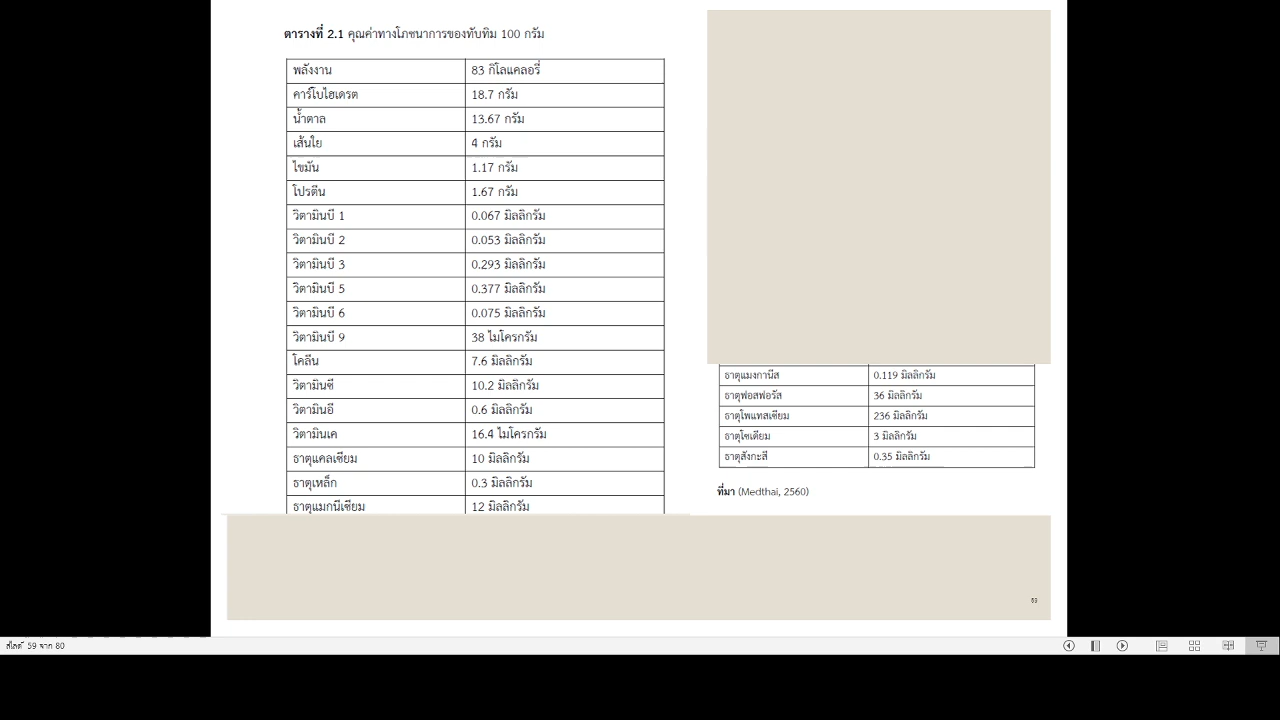 ตารางที่ 2.1 คุณค่าทางโภชนาการของทับทิม 100 กรัม
พลังงาน 83 กิโลแคลอรี่
คาร์โบไฮเดรต 18.7 กรัม
น้ำตาล 13.67 กรัม
เส้นใย 4 กรัม
ไขมัน 1.17 กรัม
โปรตีน 1.67 กรัม
วิตามินบี 1 0.067 มิลลิกรัม
วิตามินบี 2 0.053 มิลลิกรัม
วิตามินบี 3 0.293 มิลลิกรัม
วิตามินบี 5 0.377 มิลลิกรัม
วิตามินบี 6 0.075 มิลลิกรัม
วิตามินบี 9 38 ไมโครกรัม
โคลีน 7.6 มิลลิกรัม
วิตามินซี 10.2 มิลลิกรัม
วิตามินอี 0.6 มิลลิกรัม
วิตามินเค 16.4 ไมโครกรัม
ธาตุแคลเซียม 10 มิลลิกรัม
ธาตุเหล็ก 0.3 มิลลิกรัม
ธาตุแมกนีเซียม 12 มิลลิกรัม
ธาตุแมงกานีส 0.119 มิลลิกรัม
ธาตุฟอสฟอรัส 36 มิลลิกรัม
ธาตุโพแทสเซียม 236 มิลลิกรัม
ธาตุโซเดียม 3 มิลลิกรัม
ธาตุสังกะสี 0.35 มิลลิกรัม
ที่มา (Medthai, 2560)
สไลด์ 59 จาก 80